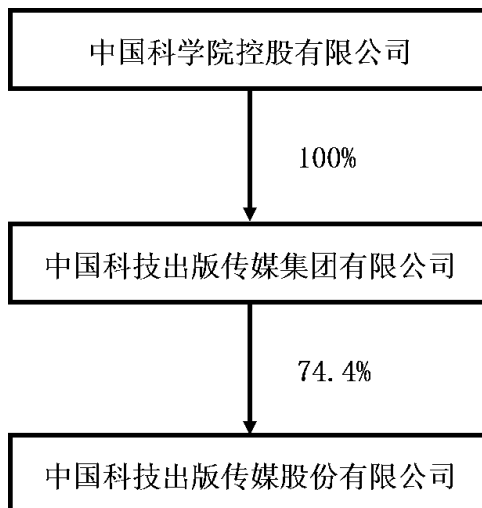 中国科学院控股有限公司
100%
中国科技出版传媒集团有限公司
74.4%
中国科技出版传媒股份有限公司